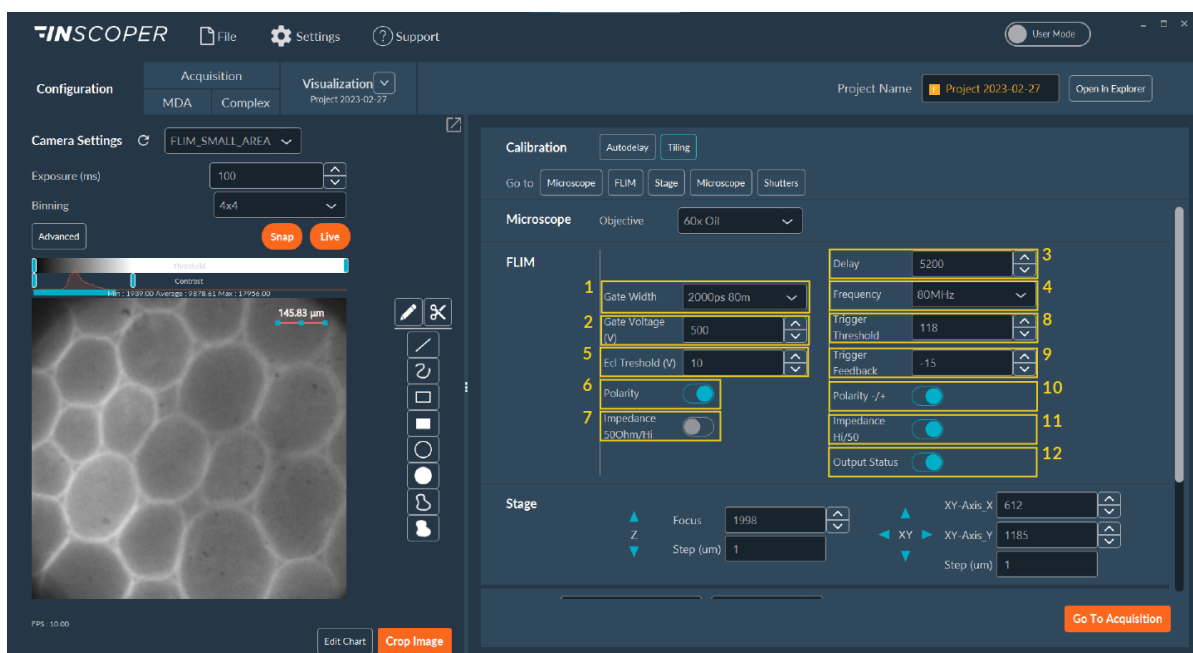 INSCOPER
File
Settings
Support
User Mode
Configuration
Acquisition
MDA
Complex
Visualization
Project 2023-02-27
Project Name
Project 2023-02-27
Open In Explorer
Camera Settings
FLIM_SMALL_AREA
Exposure (ms)
100
Binning
4x4
Advanced
Snap
Live
Threshold
Contrast
Min : 1939.00 Average : 9878.61 Max : 17956.00
145.83 µm
FPS : 10.00
Edit Chart
Crop Image
Calibration
Autodelay
Tiling
Go to
Microscope
FLIM
Stage
Microscope
Shutters
Microscope
Objective
60x Oil
FLIM
1
Gate Width
2000ps 80m
2
Gate Voltage
(V)
500
5
Ecl Treshold (V)
10
6
Polarity
7
Impedance
50Ohm/Hi
Delay
5200
3
Frequency
80MHz
4
Trigger
Threshold
118
8
Trigger
Feedback
-15
9
Polarity -/+
10
Impedance
Hi/50
11
Output Status
12
Stage
Z
Focus
1998
Step (um)
1
XY
XY-Axis_X
612
XY-Axis_Y
1185
Step (um)
1
Go To Acquisition